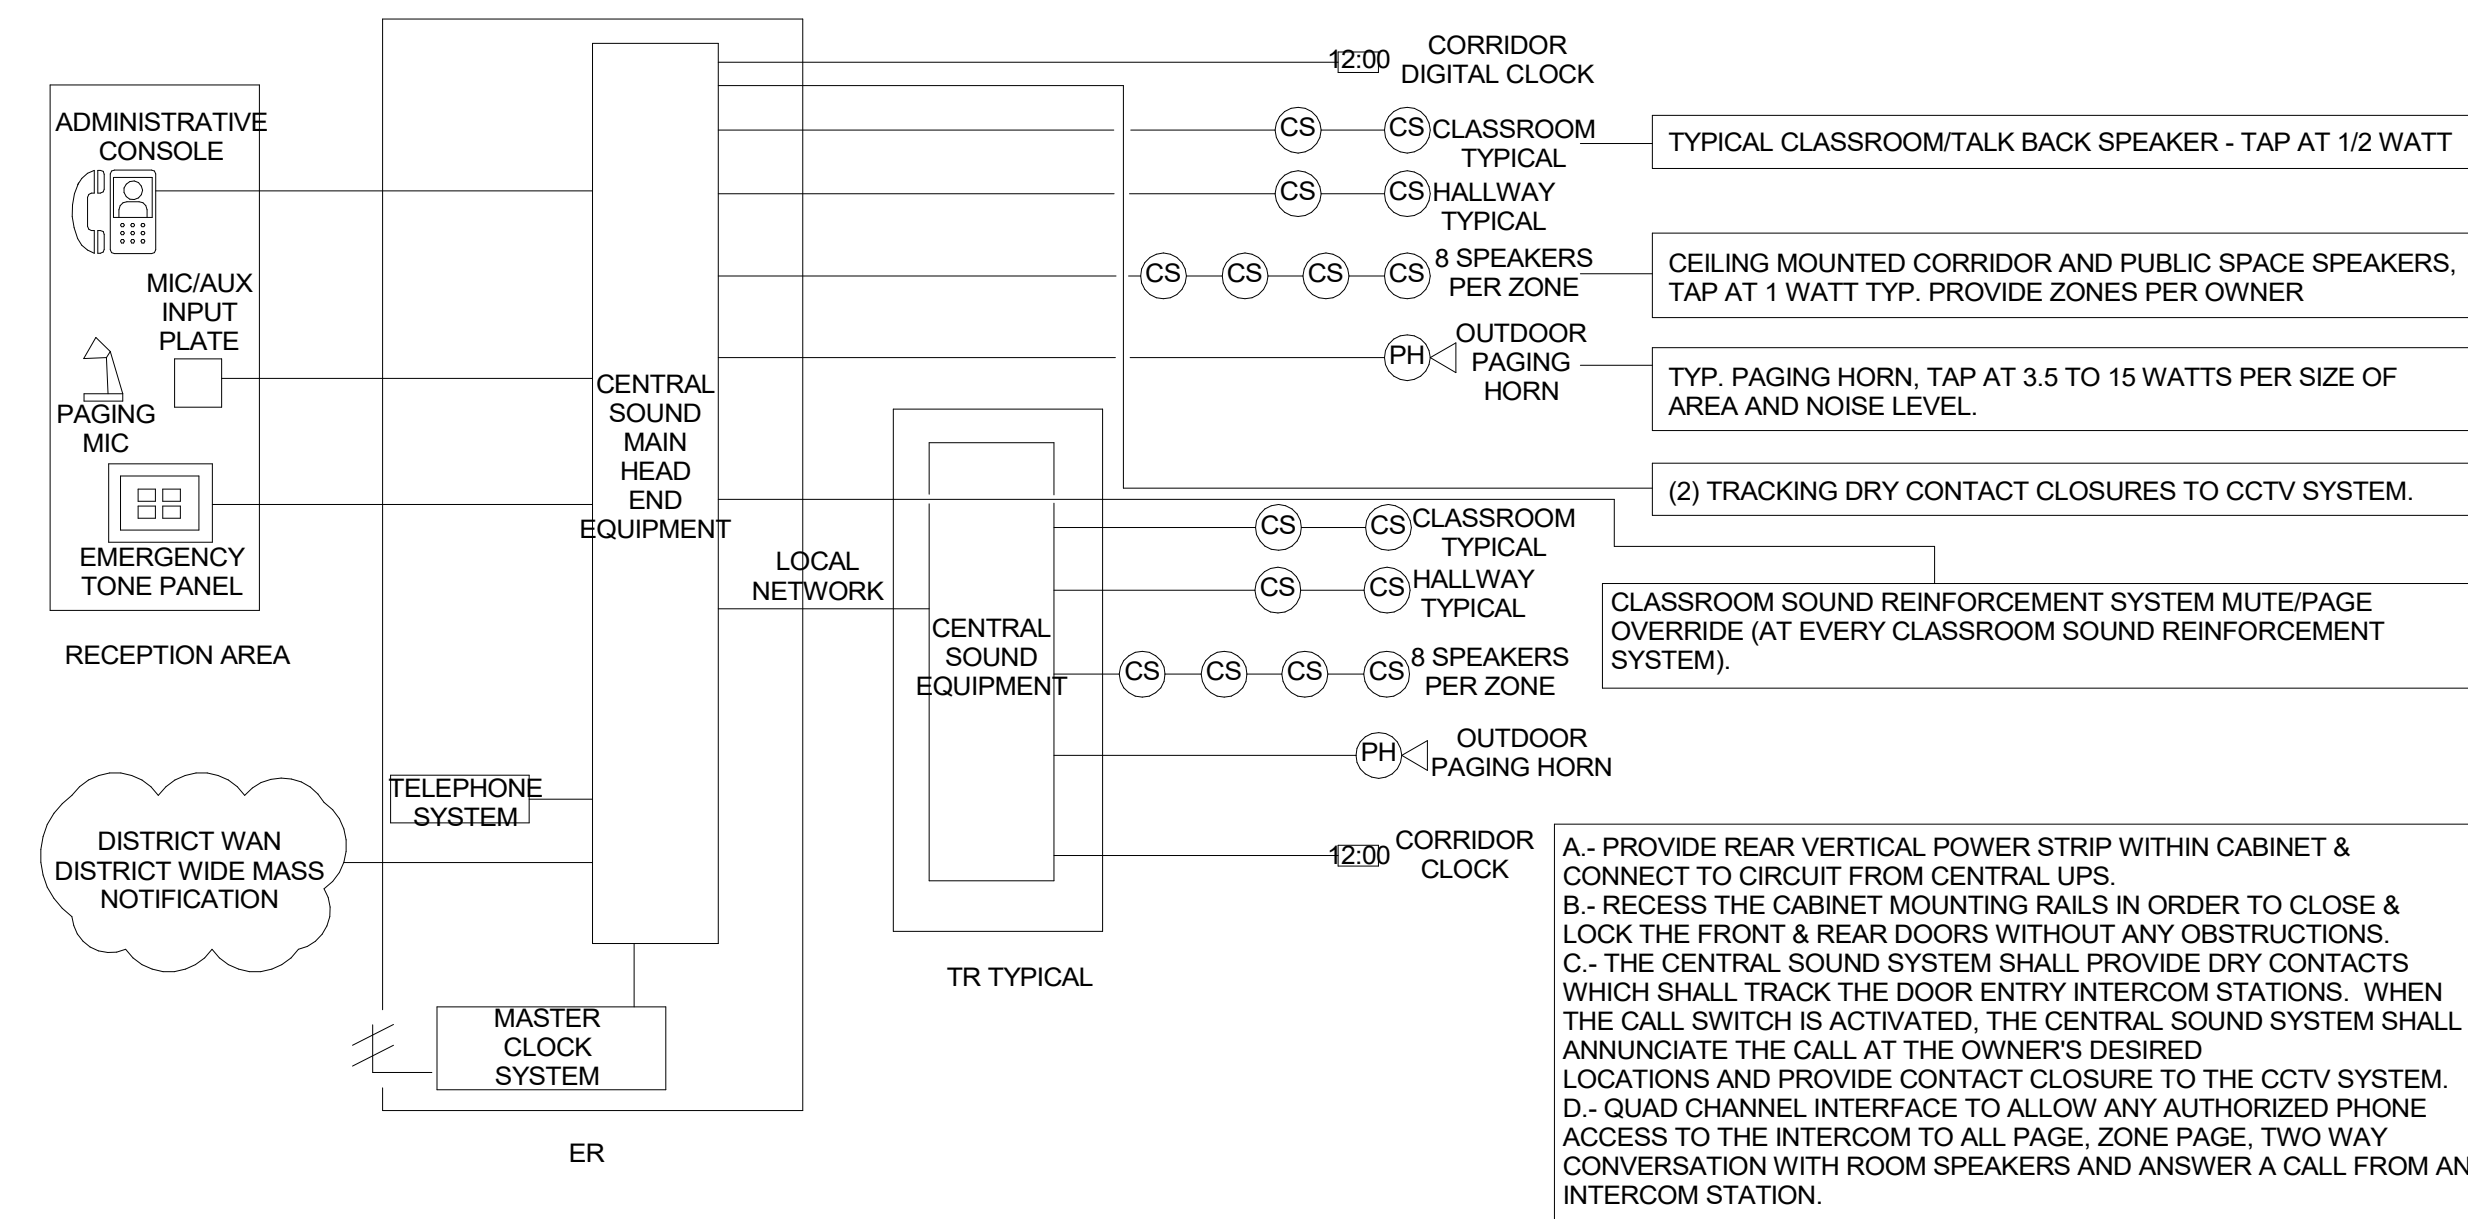 ADMINISTRATIVE
CONSOLE
MIC/AUX
INPUT
PLATE
PAGING
MIC
EMERGENCY
TONE PANEL
RECEPTION AREA
DISTRICT WAN
DISTRICT WIDE MASS
NOTIFICATION
TELEPHONE
SYSTEM
CENTRAL
SOUND
MAIN
HEAD
END
EQUIPMENT
MASTER
CLOCK
SYSTEM
ER
LOCAL
NETWORK
12:00
CORRIDOR
DIGITAL CLOCK
CS CS CLASSROOM
TYPICAL
CS CS HALLWAY
TYPICAL
CS CS CS CS 8 SPEAKERS
PER ZONE
PH OUTDOOR
PAGING
HORN
CENTRAL
SOUND
EQUIPMENT
CS CS CLASSROOM
TYPICAL
CS CS HALLWAY
TYPICAL
CS CS CS CS 8 SPEAKERS
PER ZONE
PH OUTDOOR
PAGING HORN
12:00 CORRIDOR
CLOCK
TR TYPICAL
TYPICAL CLASSROOM/TALK BACK SPEAKER - TAP AT 1/2 WATT
CEILING MOUNTED CORRIDOR AND PUBLIC SPACE SPEAKERS,
TAP AT 1 WATT TYP. PROVIDE ZONES PER OWNER
TYP. PAGING HORN, TAP AT 3.5 TO 15 WATTS PER SIZE OF
AREA AND NOISE LEVEL.
(2) TRACKING DRY CONTACT CLOSURES TO CCTV SYSTEM.
CLASSROOM SOUND REINFORCEMENT SYSTEM MUTE/PAGE
OVERRIDE (AT EVERY CLASSROOM SOUND REINFORCEMENT
SYSTEM).
A.- PROVIDE REAR VERTICAL POWER STRIP WITHIN CABINET &
CONNECT TO CIRCUIT FROM CENTRAL UPS.
B.- RECESS THE CABINET MOUNTING RAILS IN ORDER TO CLOSE &
LOCK THE FRONT & REAR DOORS WITHOUT ANY OBSTRUCTIONS.
C.- THE CENTRAL SOUND SYSTEM SHALL PROVIDE DRY CONTACTS
WHICH SHALL TRACK THE DOOR ENTRY INTERCOM STATIONS. WHEN
THE CALL SWITCH IS ACTIVATED, THE CENTRAL SOUND SYSTEM SHALL
ANNUNCIATE THE CALL AT THE OWNER'S DESIRED
LOCATIONS AND PROVIDE CONTACT CLOSURE TO THE CCTV SYSTEM.
D.- QUAD CHANNEL INTERFACE TO ALLOW ANY AUTHORIZED PHONE
ACCESS TO THE INTERCOM TO ALL PAGE, ZONE PAGE, TWO WAY
CONVERSATION WITH ROOM SPEAKERS AND ANSWER A CALL FROM AN
INTERCOM STATION.